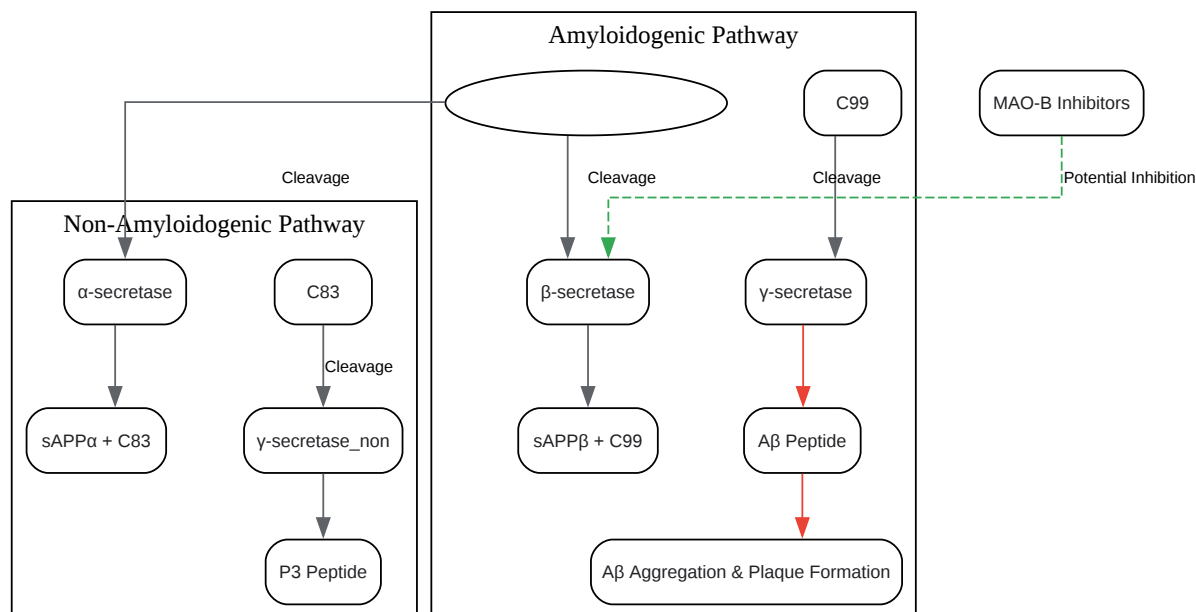 Amyloidogenic Pathway
C99
MAO-B Inhibitors
Cleavage
Cleavage
Cleavage
Potential Inhibition
Non-Amyloidogenic Pathway
α-secretase
C83
β-secretase
γ-secretase
Cleavage
sAPPα + C83
γ-secretase_non
sAPPβ + C99
Aβ Peptide
P3 Peptide
Aβ Aggregation & Plaque Formation